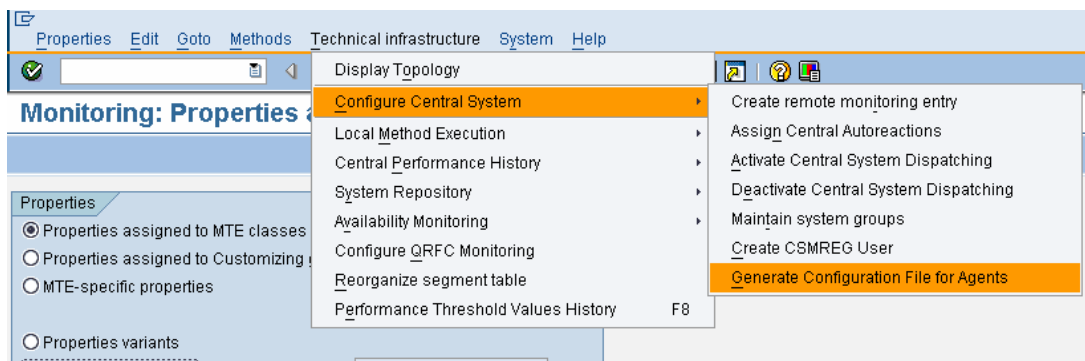 Properties Edit Goto Methods Technical infrastructure System Help
Display Topology
Monitoring: Properties
Configure Central System
Local Method Execution
Central Performance History
System Repository
Availability Monitoring
Configure QRFC Monitoring
Reorganize segment table
Performance Threshold Values History F8
Create remote monitoring entry
Assign Central Autoreactions
Activate Central System Dispatching
Deactivate Central System Dispatching
Maintain system groups
Create CSMREG User
Generate Configuration File for Agents
Properties
Properties assigned to MTE classes
Properties assigned to Customizing
MTE-specific properties
Properties variants